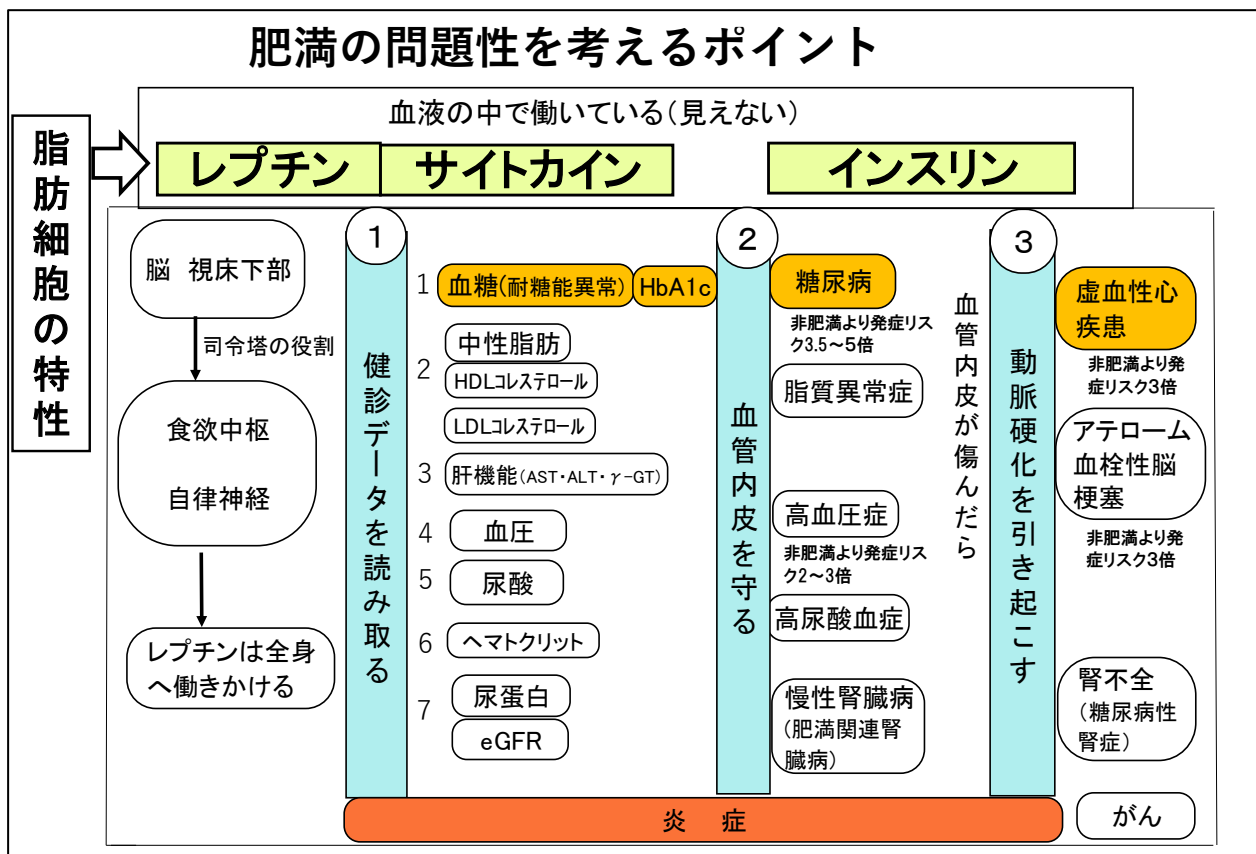 肥満の問題性を考えるポイント
血液の中で働いている(見えない)
脂肪細胞の特性
レプチン
サイトカイン
インスリン
脳 視床下部
司令塔の役割
食欲中枢
自律神経
レプチンは全身
へ働きかける
1
健診データを読み取る
1 血糖(耐糖能異常) HbA1c
2 中性脂肪
HDLコレステロール
LDLコレステロール
3 肝機能(AST・ALT・γ-GT)
4 血圧
5 尿酸
6 ヘマトクリット
7 尿蛋白
eGFR
2
血管内皮を守る
糖尿病
非肥満より発症リス
ク3.5~5倍
脂質異常症
高血圧症
非肥満より発症リス
ク2~3倍
高尿酸血症
慢性腎臓病
(肥満関連腎
臓病)
血管内皮が傷んだら
3
動脈硬化を引き起こす
虚血性心
疾患
非肥満より発
症リスク3倍
アテローム
血栓性脳
梗塞
非肥満より発
症リスク3倍
腎不全
(糖尿病性
腎症)
がん
炎 症